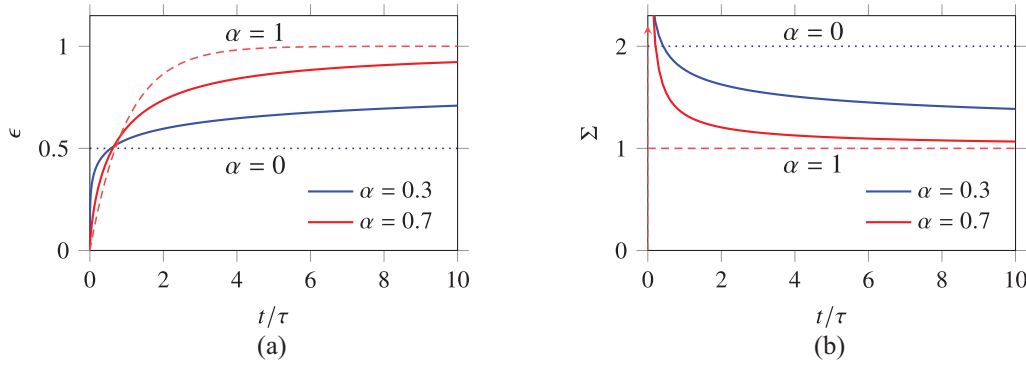 α = 1
1
ϵ
0.5
α = 0
α = 0.3
α = 0.7
0
0 2 4 6 8 10
t/τ
(a)
α = 0
2
Σ
1
α = 1
α = 0.3
α = 0.7
0
0 2 4 6 8 10
t/τ
(b)